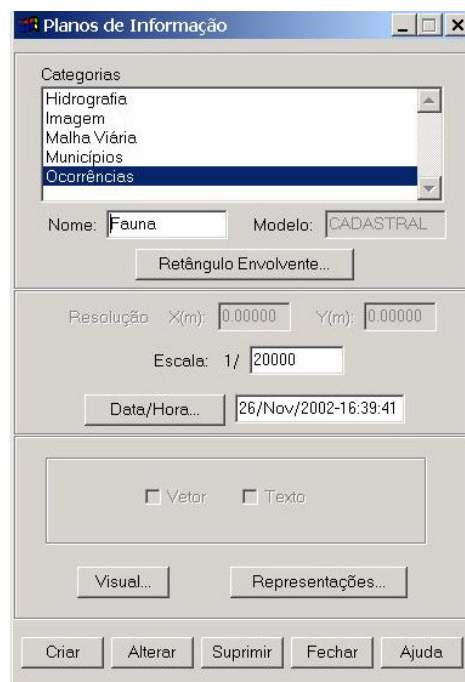 Planos de Informação
Categorias
Hidrografia
Imagem
Malha Viária
Municípios
Ocorrências
Nome: Fauna Modelo: CADASTRAL
Retângulo Envolvente...
Resolução X(m): 0.00000 Y(m): 0.00000
Escala: 1/ 20000
Data/Hora... 26/Nov/2002-16:39:41
Vetor Texto
Visual... Representações...
Criar Alterar Suprimir Fechar Ajuda